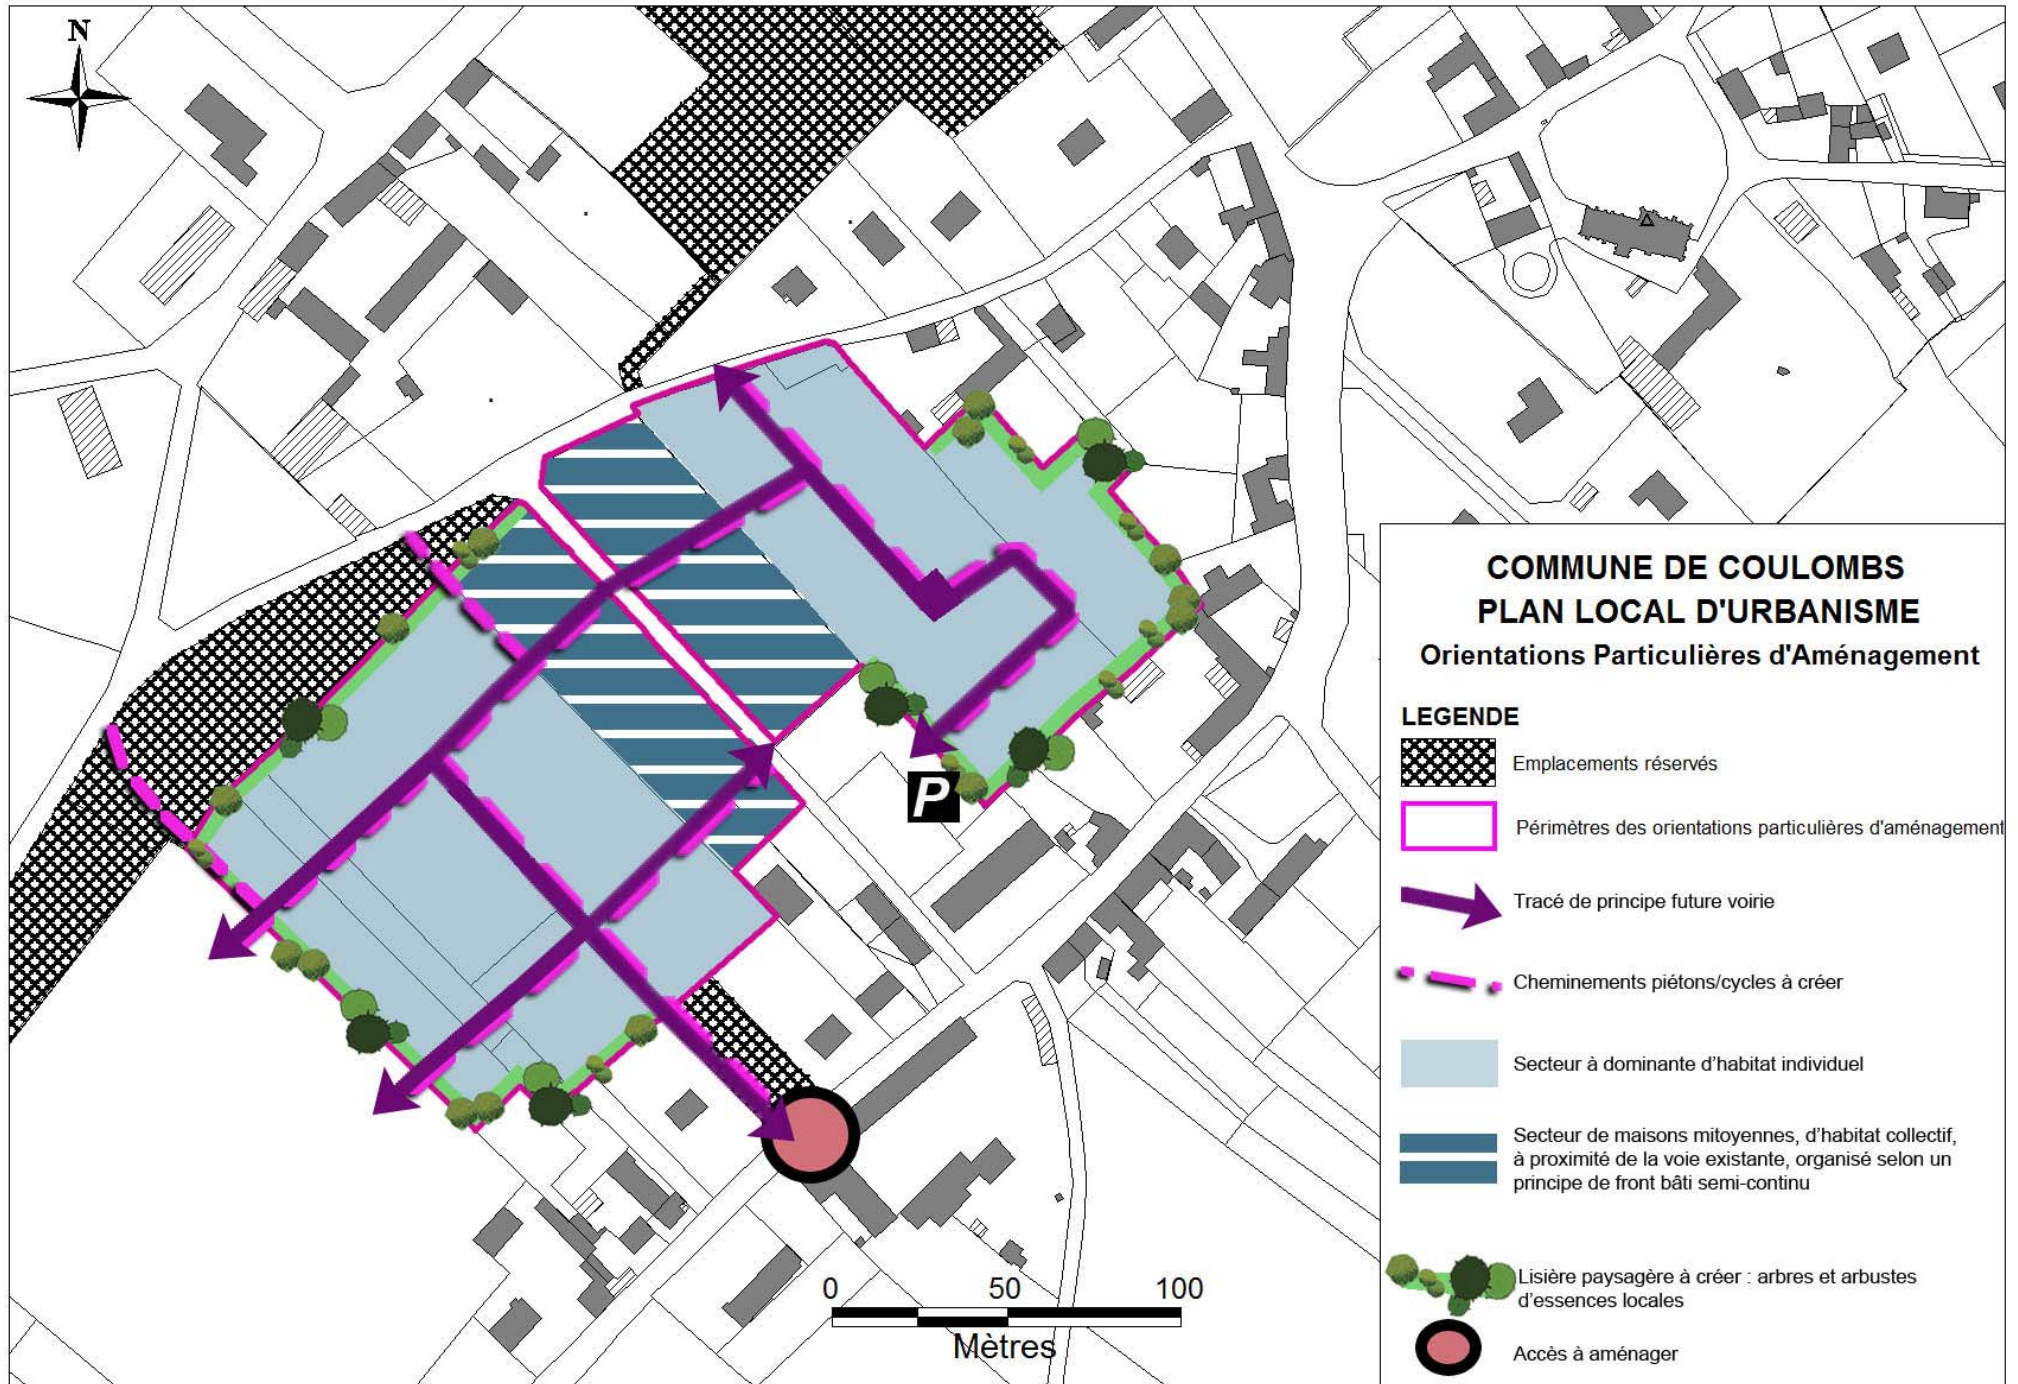 N
COMMUNE DE COULOMBS
PLAN LOCAL D'URBANISME
Orientations Particulières d'Aménagement
LEGENDE
Emplacements réservés
Périmètres des orientations particulières d'aménagement
Tracé de principe future voirie
Cheminements piétons/cycles à créer
Secteur à dominante d'habitat individuel
Secteur de maisons mitoyennes, d'habitat collectif,
à proximité de la voie existante, organisé selon un
principe de front bâti semi-continu
Lisière paysagère à créer : arbres et arbustes
d'essences locales
Accès à aménager
P
0 50 100
Mètres